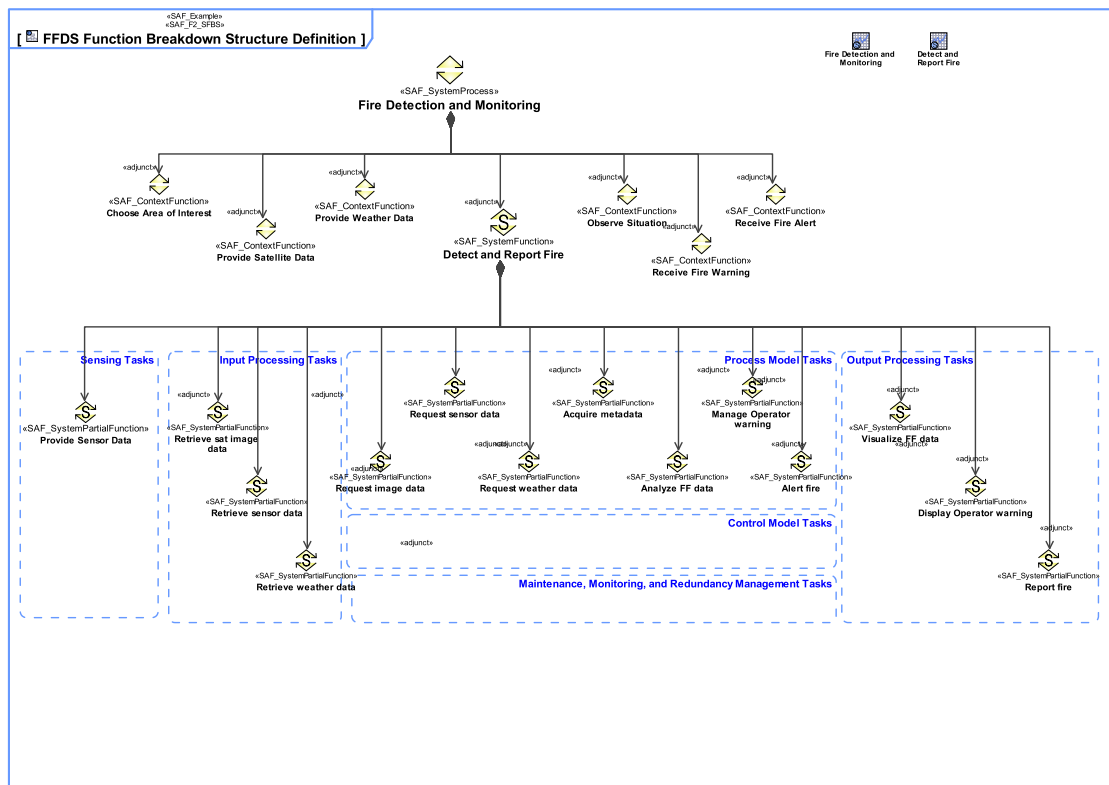 «SAF_Example»
«SAF_F2_SFBS»
[ FFDS Function Breakdown Structure Definition ]
Fire Detection and
Monitoring
Detect and
Report Fire
«SAF_SystemProcess»
Fire Detection and Monitoring
«adjunct»
«SAF_ContextFunction»
Choose Area of Interest
«adjunct»
«SAF_ContextFunction»
Provide Satellite Data
«adjunct»
«SAF_ContextFunction»
Provide Weather Data
«adjunct»
«SAF_SystemFunction»
Detect and Report Fire
«adjunct»
«SAF_ContextFunction»
Observe Situation
«adjunct»
«SAF_ContextFunction»
Receive Fire Warning
«adjunct»
«SAF_ContextFunction»
Receive Fire Alert
Sensing Tasks
«SAF_SystemPartialFunction»
Provide Sensor Data
Input Processing Tasks
«adjunct»
«SAF_SystemPartialFunction»
Retrieve sat image
data
«adjunct»
«SAF_SystemPartialFunction»
Retrieve sensor data
«SAF_SystemPartialFunction»
Retrieve weather data
Process Model Tasks
«SAF_SystemPartialFunction»
Request sensor data
«adjunct»
«SAF_SystemPartialFunction»
Acquire metadata
«adjunct»
«adjunct»
«SAF_SystemPartialFunction»
Manage Operator
warning
«adjunct»
«SAF_SystemPartialFunction»
Request image data
«adjunct»
«adjunct»
«SAF_SystemPartialFunction»
Request weather data
«SAF_SystemPartialFunction»
Analyze FF data
«adjunct»
«SAF_SystemPartialFunction»
Alert fire
Control Model Tasks
«adjunct»
Maintenance, Monitoring, and Redundancy Management Tasks
Output Processing Tasks
«adjunct»
«SAF_SystemPartialFunction»
Visualize FF data
«adjunct»
«adjunct»
«SAF_SystemPartialFunction»
Display Operator warning
«adjunct»
«SAF_SystemPartialFunction»
Report fire